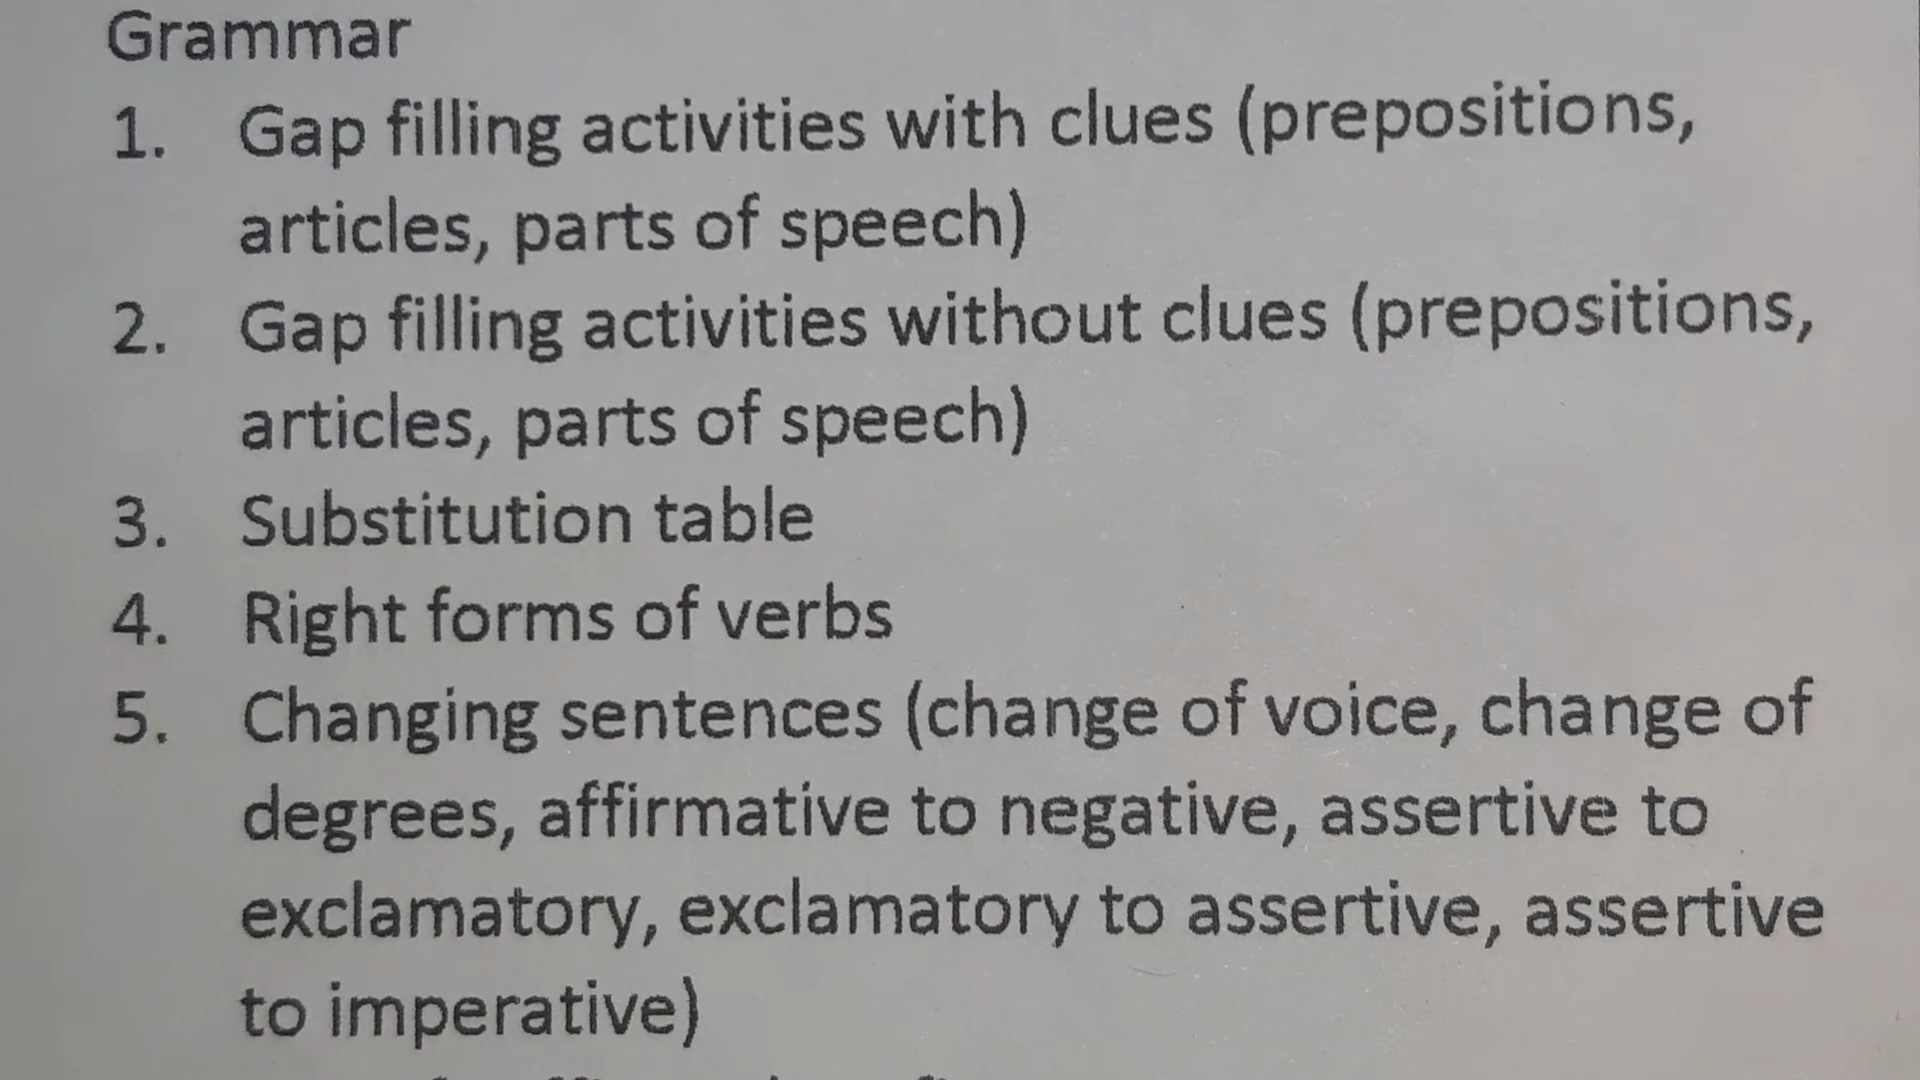 Grammar
1. Gap filling activities with clues (prepositions,
articles, parts of speech)
2. Gap filling activities without clues (prepositions,
articles, parts of speech)
3. Substitution table
4. Right forms of verbs
5. Changing sentences (change of voice, change of
degrees, affirmative to negative, assertive to
exclamatory, exclamatory to assertive, assertive
to imperative)